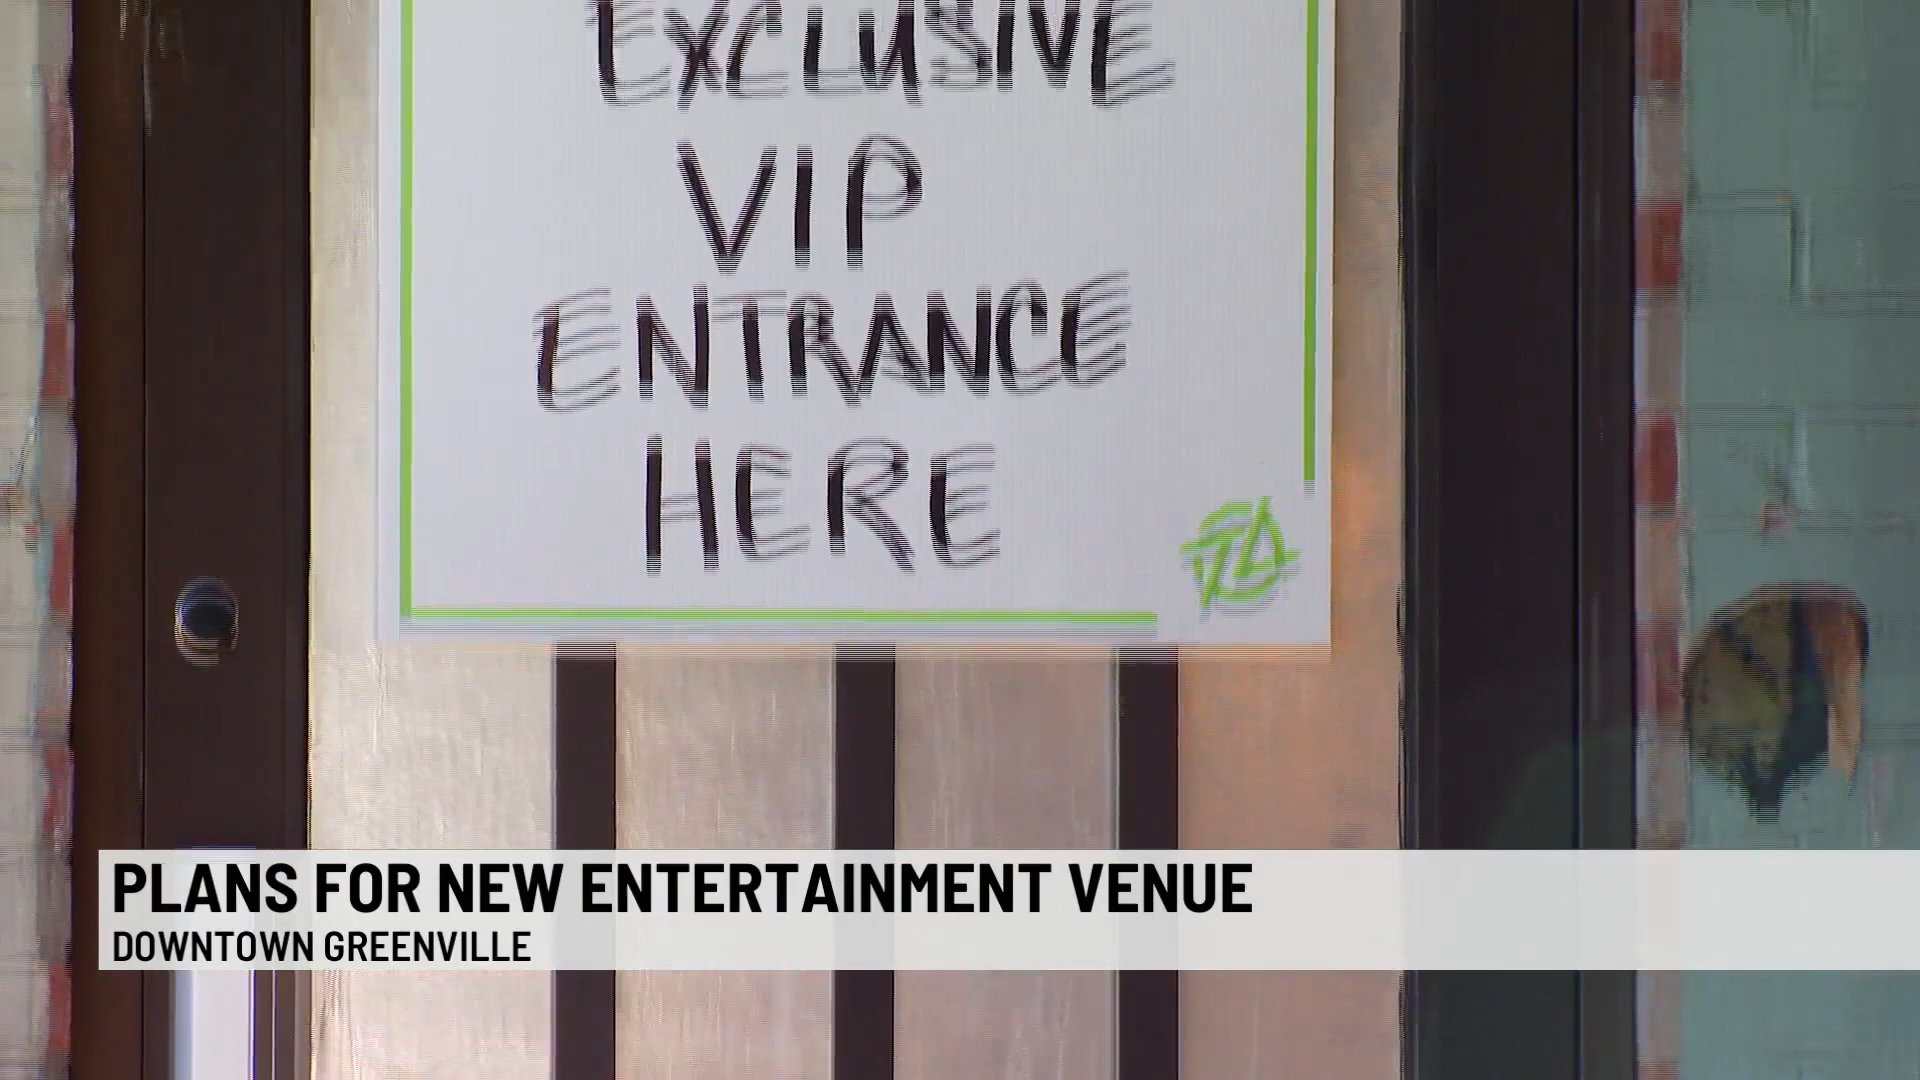 EXCLUSIVE
VIP
ENTRANCE
HERE
PLANS FOR NEW ENTERTAINMENT VENUE
DOWNTOWN GREENVILLE